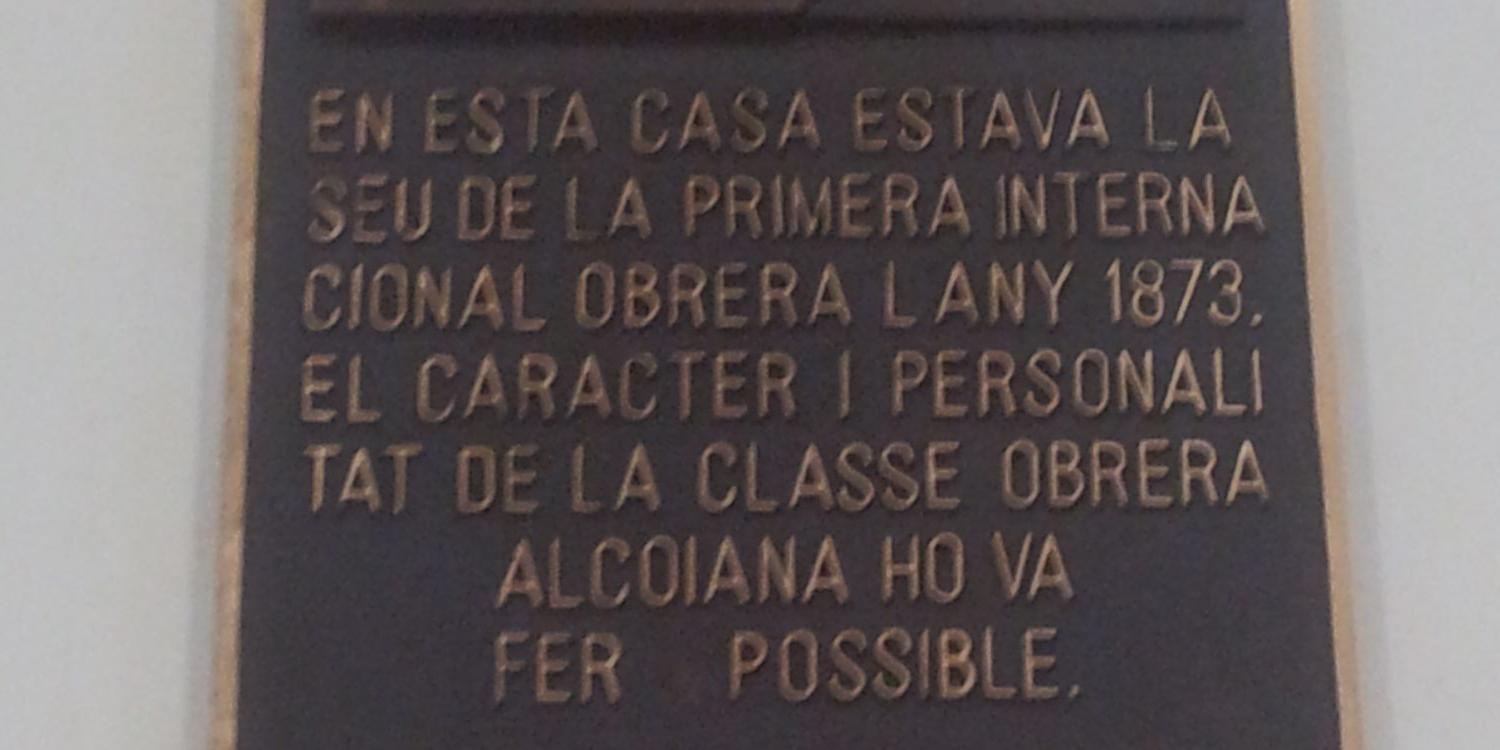 EN ESTA CASA ESTAVA LA
SEU DE LA PRIMERA INTERNA
CIONAL OBRERA L ANY 1873.
EL CARACTER I PERSONALI
TAT DE LA CLASSE OBRERA
ALCOIANA HO VA
FER POSSIBLE.